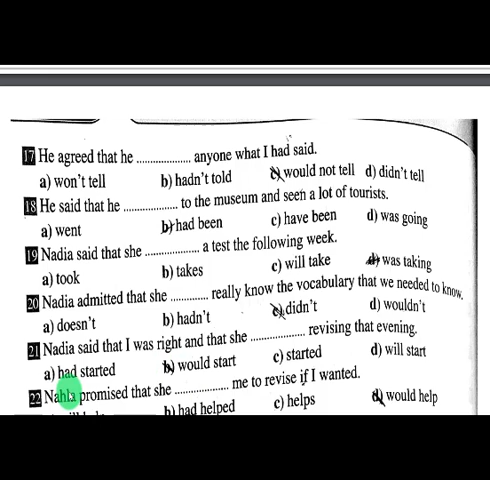 17 He agreed that he .................... anyone what I had said.
a) won't tell b) hadn't told c) would not tell d) didn't tell
18 He said that he .................... to the museum and seen a lot of tourists.
a) went b) had been c) have been d) was going
19 Nadia said that she .................... a test the following week.
a) took b) takes c) will take d) was taking
20 Nadia admitted that she ............. really know the vocabulary that we needed to know.
a) doesn't b) hadn't c) didn't d) wouldn't
21 Nadia said that I was right and that she .................... revising that evening.
a) had started b) would start c) started d) will start
22 Nahla promised that she .................... me to revise if I wanted.
b) had helped c) helps d) would help